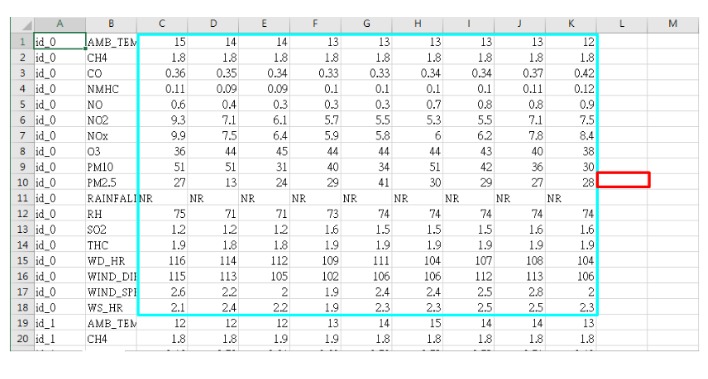 A B C D E F G H I J K L M
1 id_0 AMB_TEM 15 14 14 13 13 13 13 13 12
2 id_0 CH4 1.8 1.8 1.8 1.8 1.8 1.8 1.8 1.8 1.8
3 id_0 CO 0.36 0.35 0.34 0.33 0.33 0.34 0.34 0.37 0.42
4 id_0 NMHC 0.11 0.09 0.09 0.1 0.1 0.1 0.1 0.11 0.12
5 id_0 NO 0.6 0.4 0.3 0.3 0.3 0.7 0.8 0.8 0.9
6 id_0 NO2 9.3 7.1 6.1 5.7 5.5 5.3 5.5 7.1 7.5
7 id_0 NOx 9.9 7.5 6.4 5.9 5.8 6 6.2 7.8 8.4
8 id_0 O3 36 44 45 44 44 44 43 40 38
9 id_0 PM10 51 51 31 40 34 51 42 36 30
10 id_0 PM2.5 27 13 24 29 41 30 29 27 28
11 id_0 RAINFALL NR NR NR NR NR NR NR NR NR
12 id_0 RH 75 71 71 73 74 74 74 74 74
13 id_0 SO2 1.2 1.2 1.2 1.6 1.5 1.5 1.5 1.6 1.6
14 id_0 THC 1.9 1.8 1.8 1.9 1.9 1.9 1.9 1.9 1.9
15 id_0 WD_HR 116 114 112 109 111 104 107 108 104
16 id_0 WIND_DI 115 113 105 102 106 106 112 113 106
17 id_0 WIND_SP 2.6 2.2 2 1.9 2.4 2.4 2.5 2.8 2
18 id_0 WS_HR 2.1 2.4 2.2 1.9 2.3 2.3 2.5 2.5 2.3
19 id_1 AMB_TEM 12 12 12 13 14 15 14 14 13
20 id_1 CH4 1.8 1.8 1.9 1.9 1.8 1.8 1.8 1.8 1.8